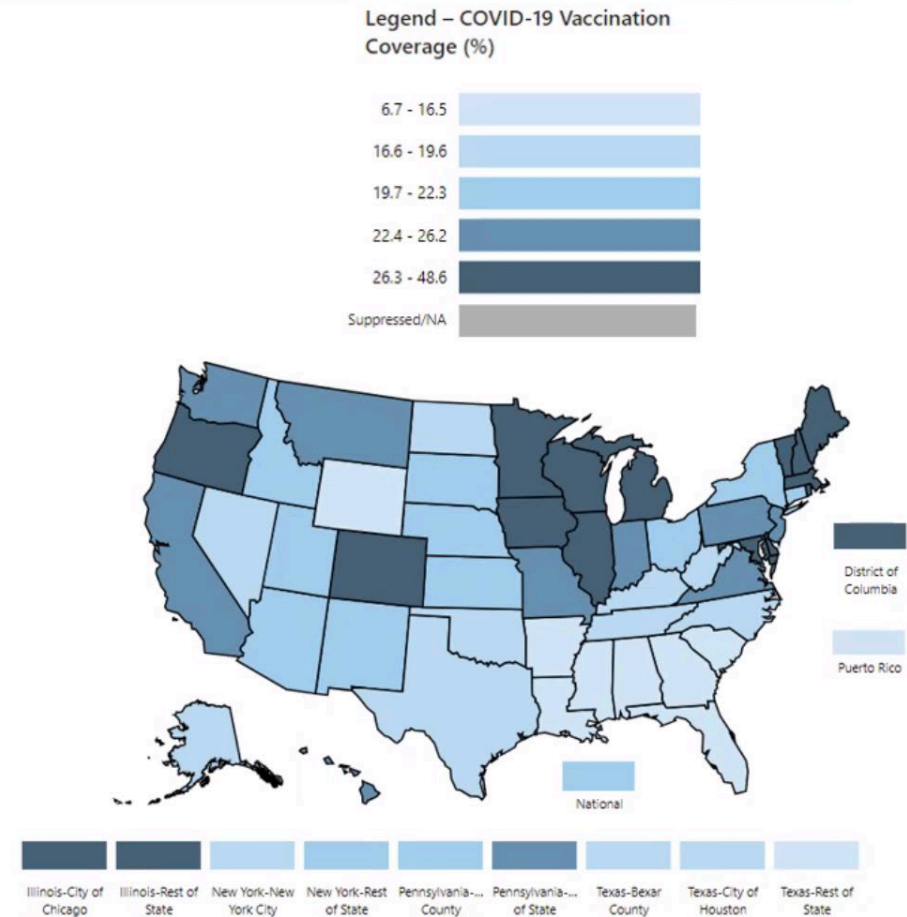 Legend – COVID-19 Vaccination
Coverage (%)
6.7 - 16.5
16.6 - 19.6
19.7 - 22.3
22.4 - 26.2
26.3 - 48.6
Suppressed/NA
District of
Columbia
Puerto Rico
National
Illinois-City of
Chicago
Illinois-Rest of
State
New York-New
York City
New York-Rest
of State
Pennsylvania-...
County
Pennsylvania-...
of State
Texas-Bexar
County
Texas-City of
Houston
Texas-Rest of
State